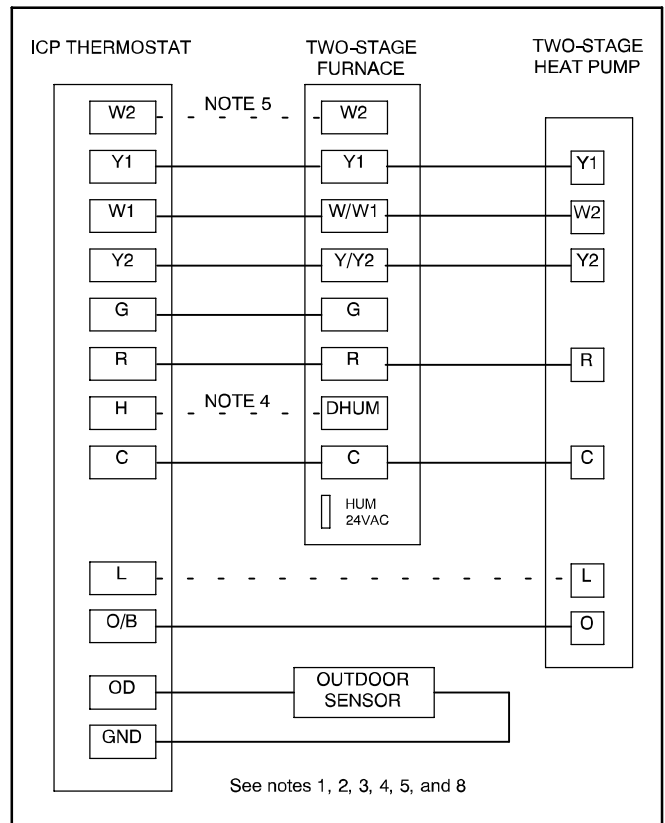 ICP THERMOSTAT
TWO-STAGE
FURNACE
TWO-STAGE
HEAT PUMP
W2 NOTE 5 W2
Y1 Y1 Y1
W1 W/W1 W2
Y2 Y/Y2 Y2
G G
R R R
H NOTE 4 DHUM
C C C
HUM
24VAC
L L
O/B O
OD OUTDOOR
SENSOR
GND
See notes 1, 2, 3, 4, 5, and 8